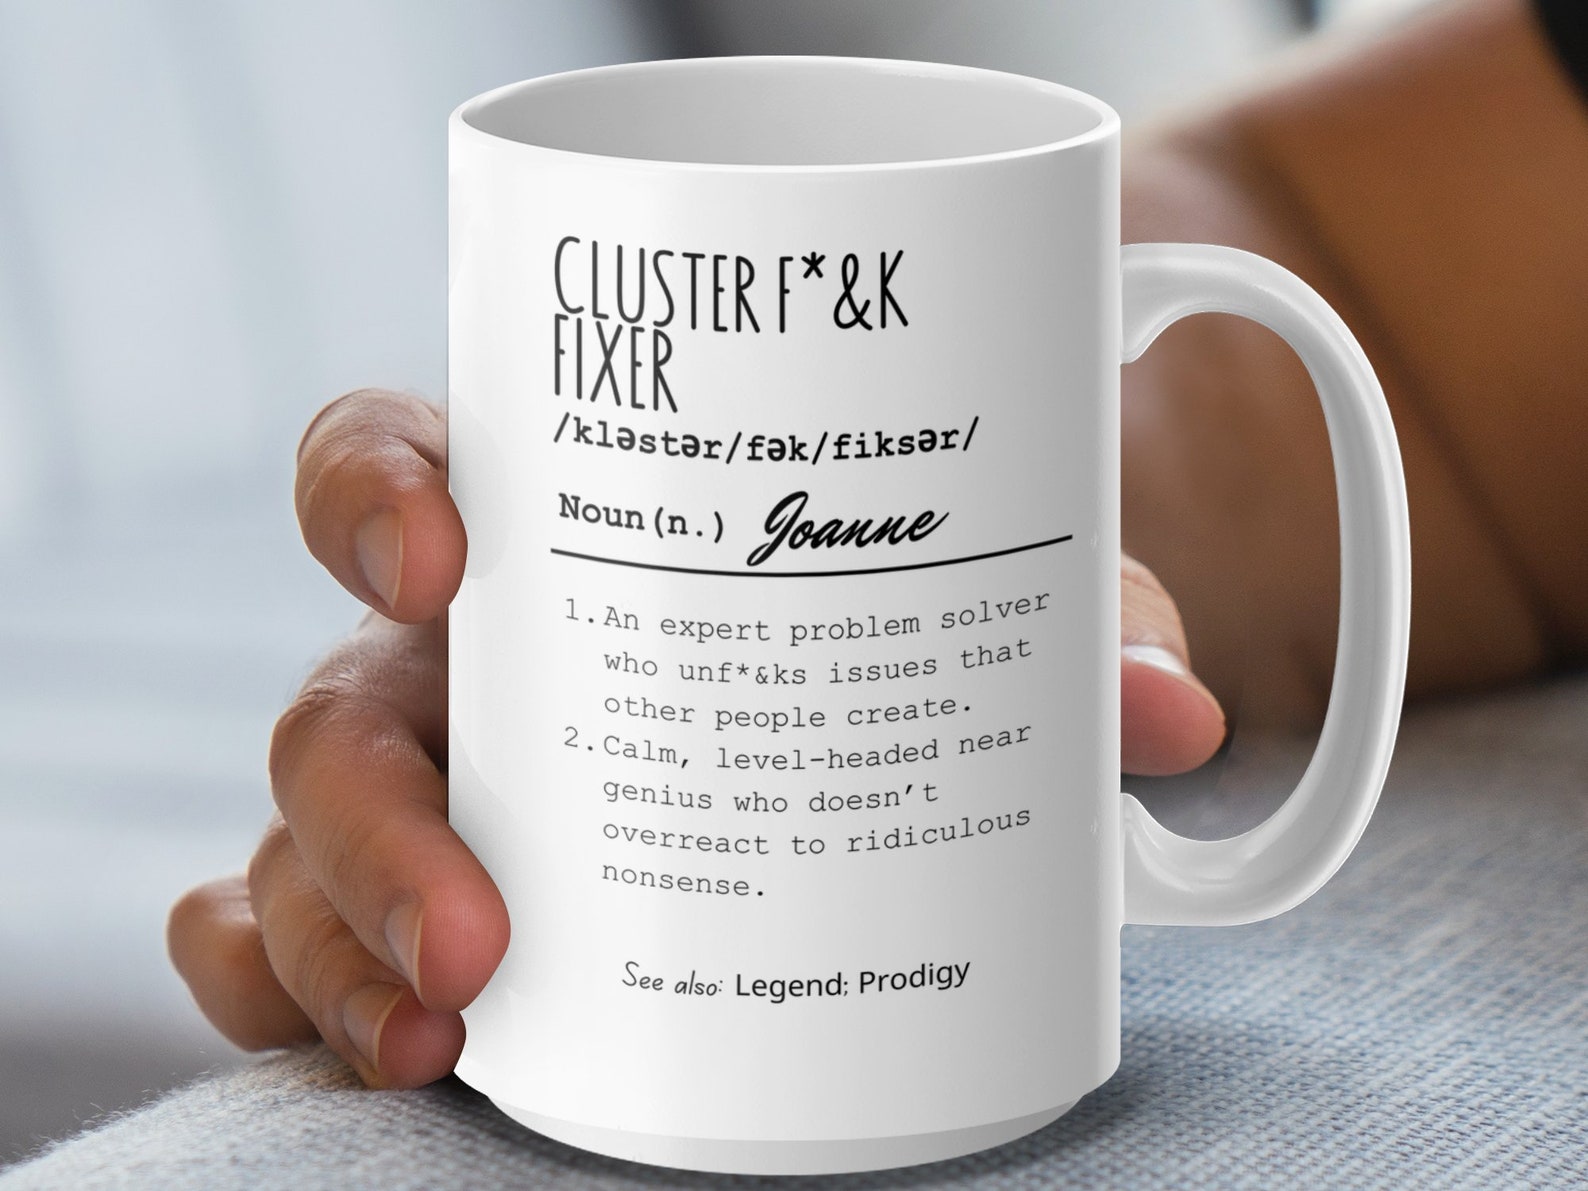 CLUSTER F*&K
FIXER
/kləstər/fək/fiksər/
Noun(n.) Joanne
1. An expert problem solver
who unf*&ks issues that
other people create.
2. Calm, level-headed near
genius who doesn’t
overreact to ridiculous
nonsense.
See also: Legend; Prodigy